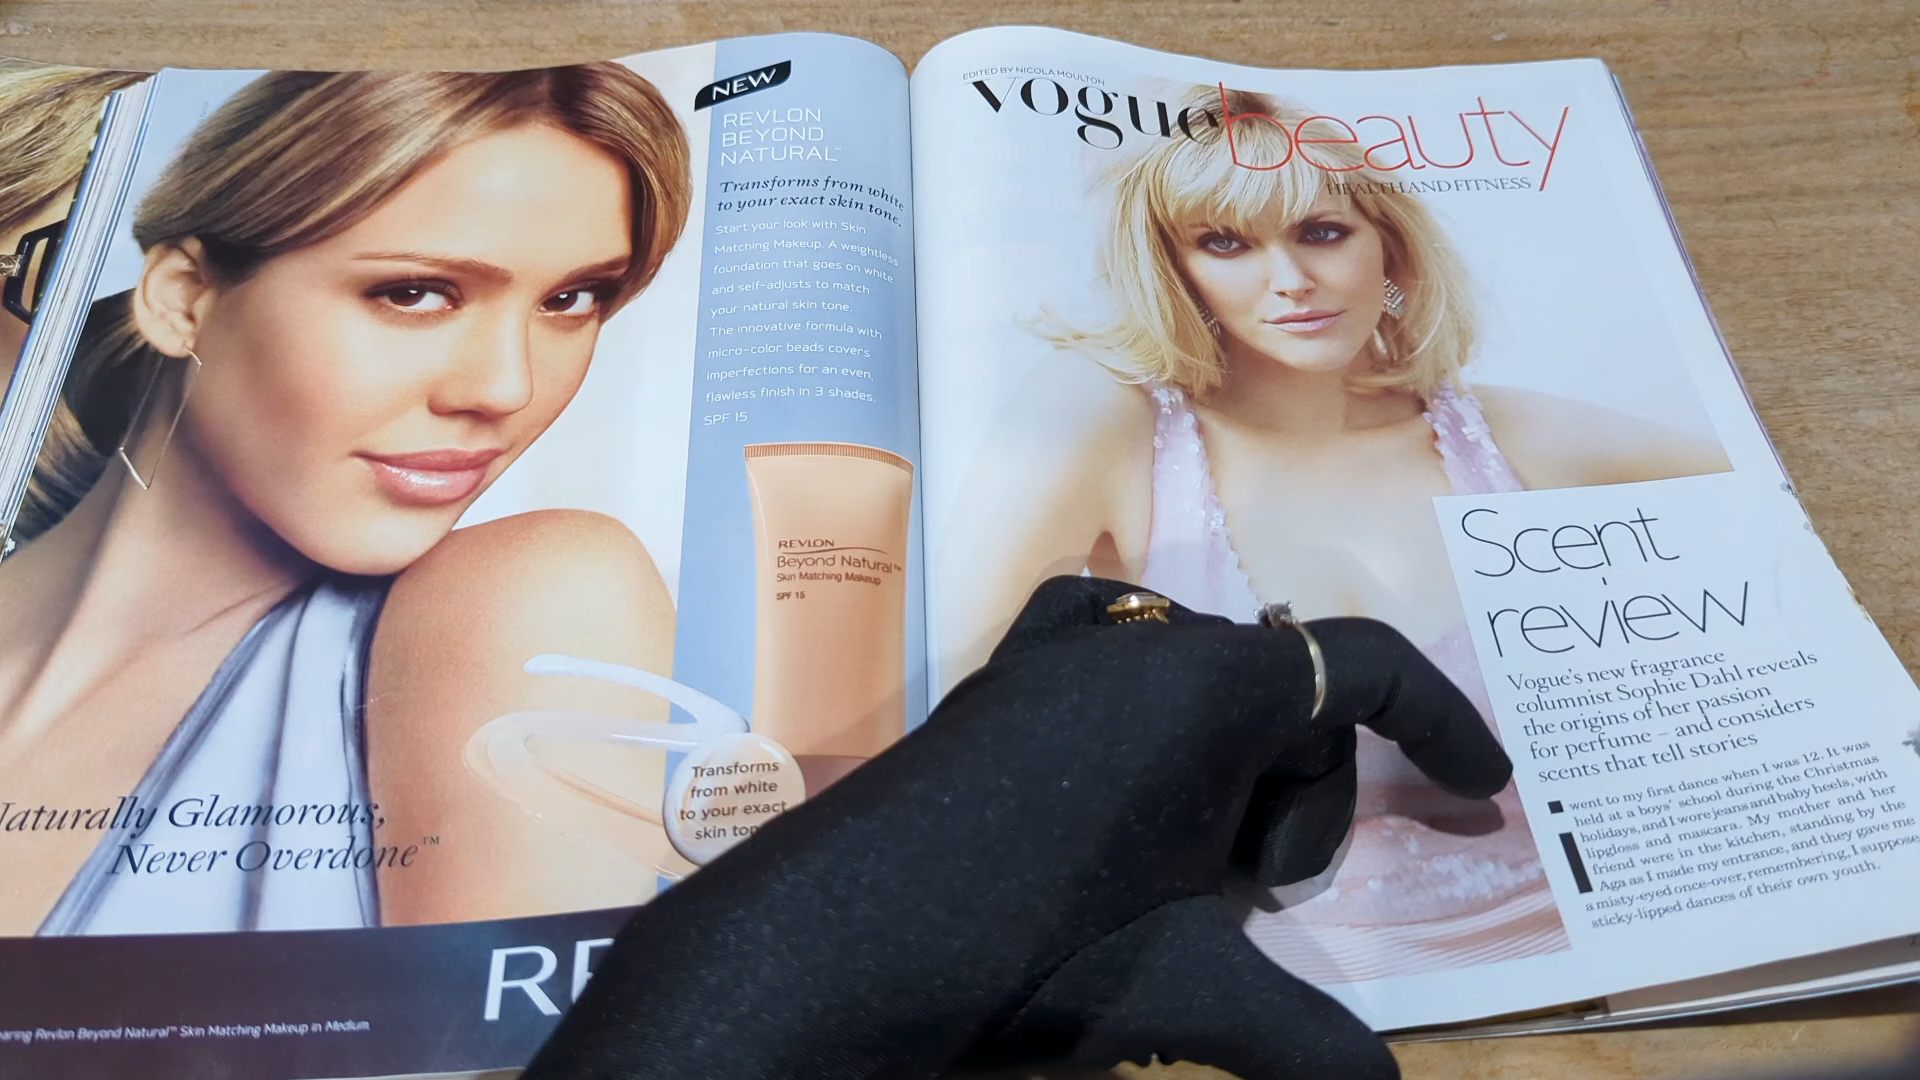 NEW
REVLON
BEYOND
NATURAL™
Transforms from white
to your exact skin tone.
Start your look with Skin
Matching Makeup. A weightless
foundation that goes on white
and self-adjusts to match
your natural skin tone.
The innovative formula with
micro-color beads covers
imperfections for an even,
flawless finish in 3 shades.
SPF 15
REVLON
Beyond Natural™
Skin Matching Makeup
SPF 15
Transforms
from white
to your exact
skin
Naturally Glamorous,
Never Overdone™
Revlon Beyond Natural™ Skin Matching Makeup in Medium
EDITED BY NICOLA MOULTON
vogue beauty
HEALTH AND FITNESS
Scent
review
Vogue's new fragrance
columnist Sophie Dahl reveals
the origins of her passion
for perfume – and considers
scents that tell stories
i went to my first dance when I was 12. It was
held at a boys' school during the Christmas
holidays, and I wore jeans and baby heels, with
lipgloss and mascara. My mother and her
friend were in the kitchen, standing by the
Aga as I made my entrance, and they gave me
a misty-eyed once-over, remembering, I suppose
sticky-lipped dances of their own youth.